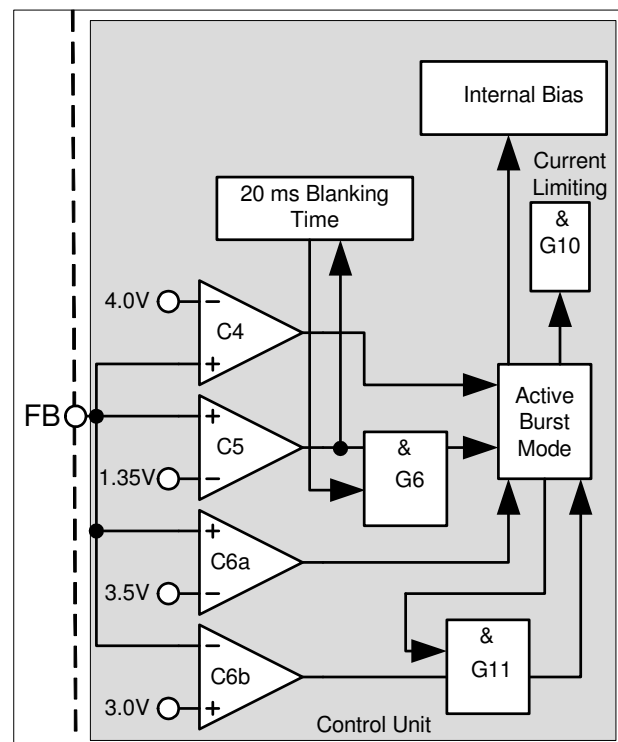 Internal Bias
Current
Limiting
20 ms Blanking
Time
&
G10
4.0V
−
C4
+
FB
+
C5
−
1.35V
&
G6
Active
Burst
Mode
+
C6a
−
3.5V
−
C6b
+
3.0V
&
G11
Control Unit